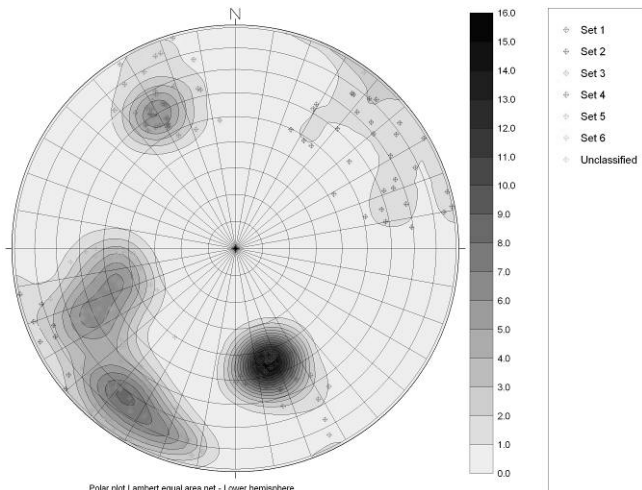 N
16.0
15.0
14.0
13.0
12.0
11.0
10.0
9.0
8.0
7.0
6.0
5.0
4.0
3.0
2.0
1.0
0.0
Set 1
Set 2
Set 3
Set 4
Set 5
Set 6
Unclassified
Polar plot Lambert equal area net - Lower hemisphere